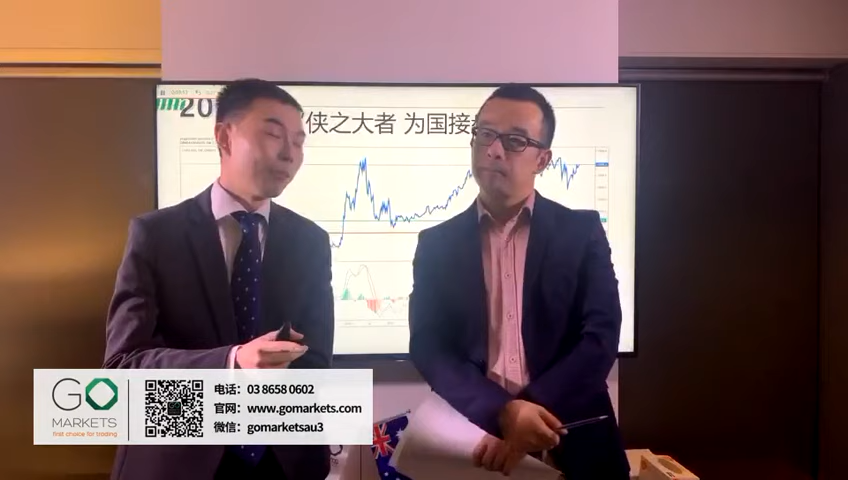 20
侠之大者 为国接
GO
MARKETS
first choice for trading
电话： 03 8658 0602
官网： www.gomarkets.com
微信： gomarketsau3